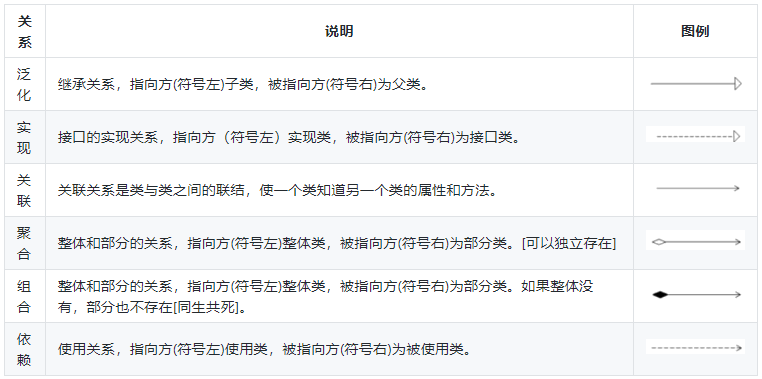 关系 说明 图例
泛化 继承关系，指向方(符号左)子类，被指向方(符号右)为父类。
实现 接口的实现关系，指向方（符号左）实现类，被指向方(符号右)为接口类。
关联 关联关系是类与类之间的联结，使一个类知道另一个类的属性和方法。
聚合 整体和部分的关系，指向方(符号左)整体类，被指向方(符号右)为部分类。[可以独立存在]
组合 整体和部分的关系，指向方(符号左)整体类，被指向方(符号右)为部分类。如果整体没
有，部分也不存在[同生共死]。
依赖 使用关系，指向方(符号左)使用类，被指向方(符号右)为被使用类。